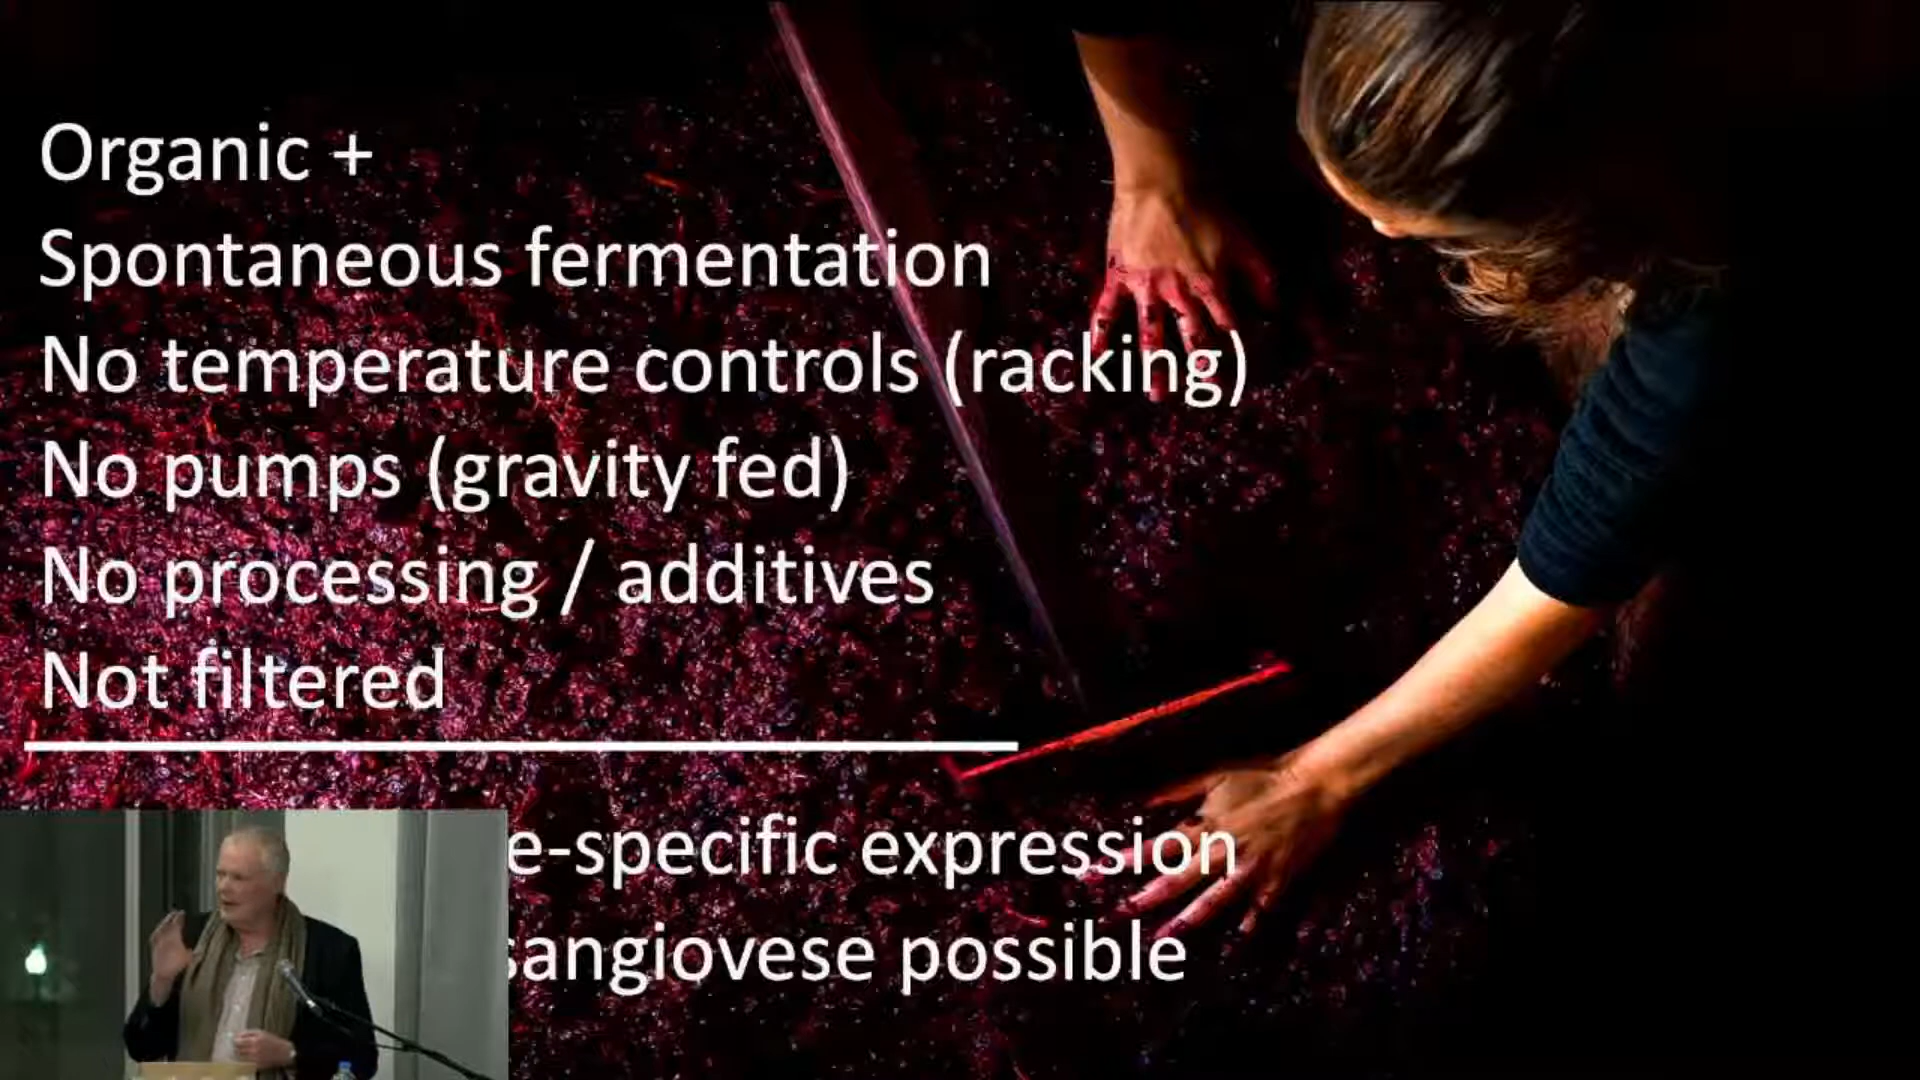 Organic +
Spontaneous fermentation
No temperature controls (racking)
No pumps (gravity fed)
No processing / additives
Not filtered
e-specific expression
sangiovese possible